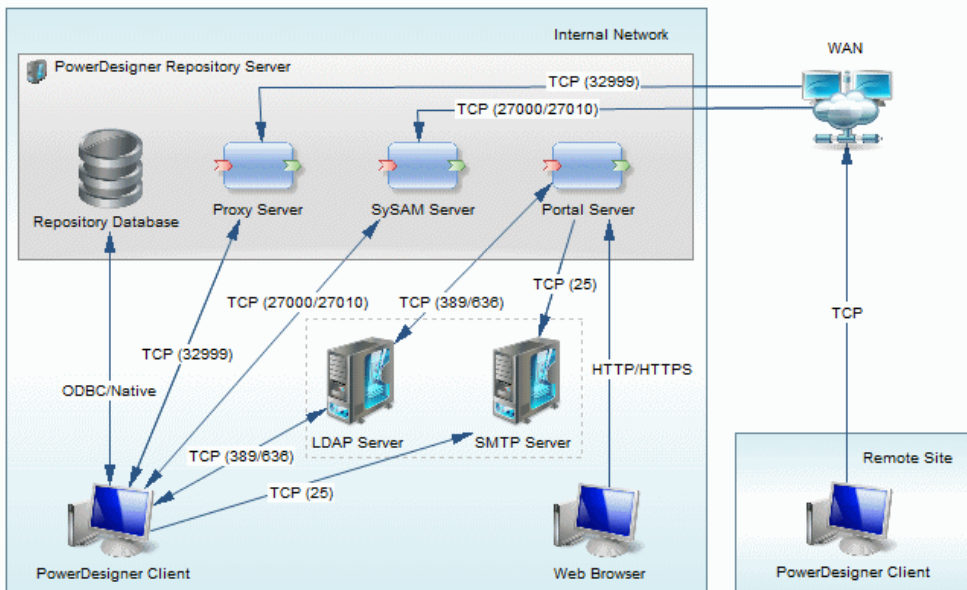 Internal Network
WAN
PowerDesigner Repository Server
TCP (32999)
TCP (27000/27010)
Repository Database
Proxy Server
SySAM Server
Portal Server
TCP (27000/27010)
TCP (389/636)
TCP (25)
TCP
TCP (32999)
HTTP/HTTPS
ODBC/Native
LDAP Server
SMTP Server
TCP (389/636)
Remote Site
TCP (25)
PowerDesigner Client
Web Browser
PowerDesigner Client